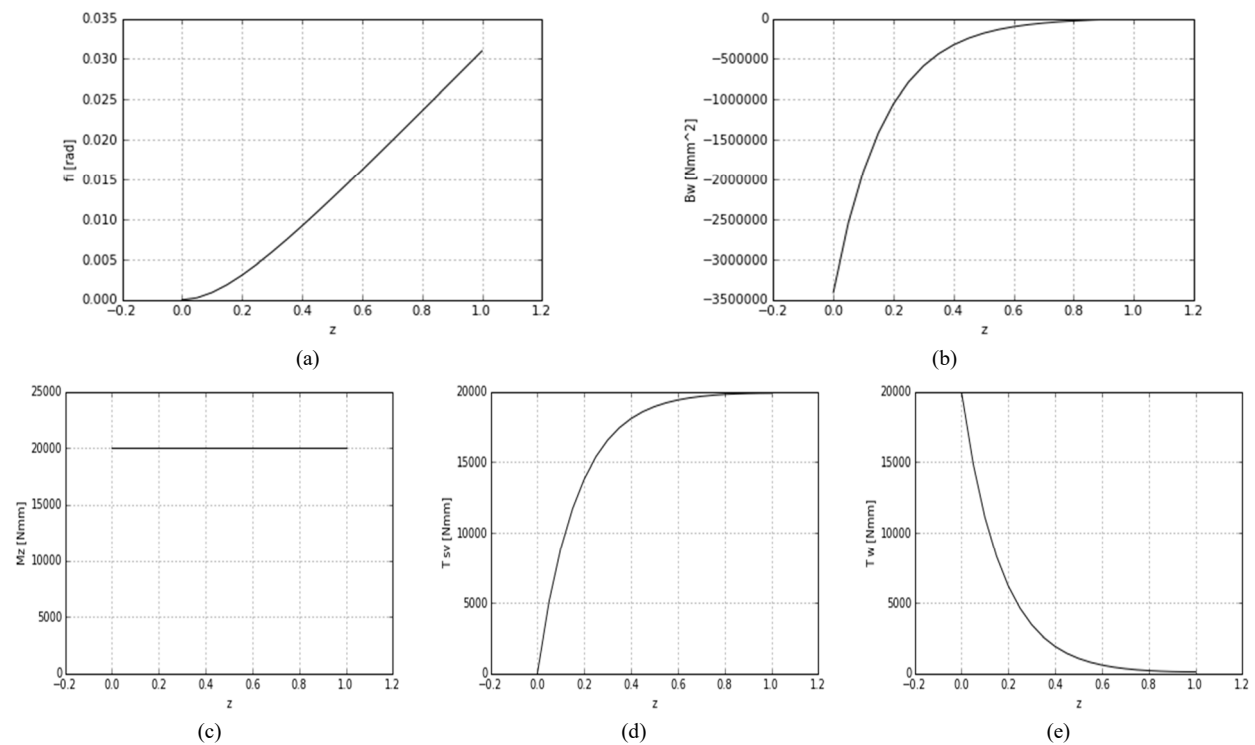 0.035
0.030
0.025
0.020
0.015
0.010
0.005
0.000
fi [rad]
−0.2 0.0 0.2 0.4 0.6 0.8 1.0 1.2
z
(a)
0
−500000
−1000000
−1500000
−2000000
−2500000
−3000000
−3500000
Bw [Nmm^2]
−0.2 0.0 0.2 0.4 0.6 0.8 1.0 1.2
z
(b)
25000
20000
15000
10000
5000
0
Mz [Nmm]
−0.2 0.0 0.2 0.4 0.6 0.8 1.0 1.2
z
(c)
20000
15000
10000
5000
0
T sv [Nmm]
−0.2 0.0 0.2 0.4 0.6 0.8 1.0 1.2
z
(d)
20000
15000
10000
5000
0
T w [Nmm]
−0.2 0.0 0.2 0.4 0.6 0.8 1.0 1.2
z
(e)